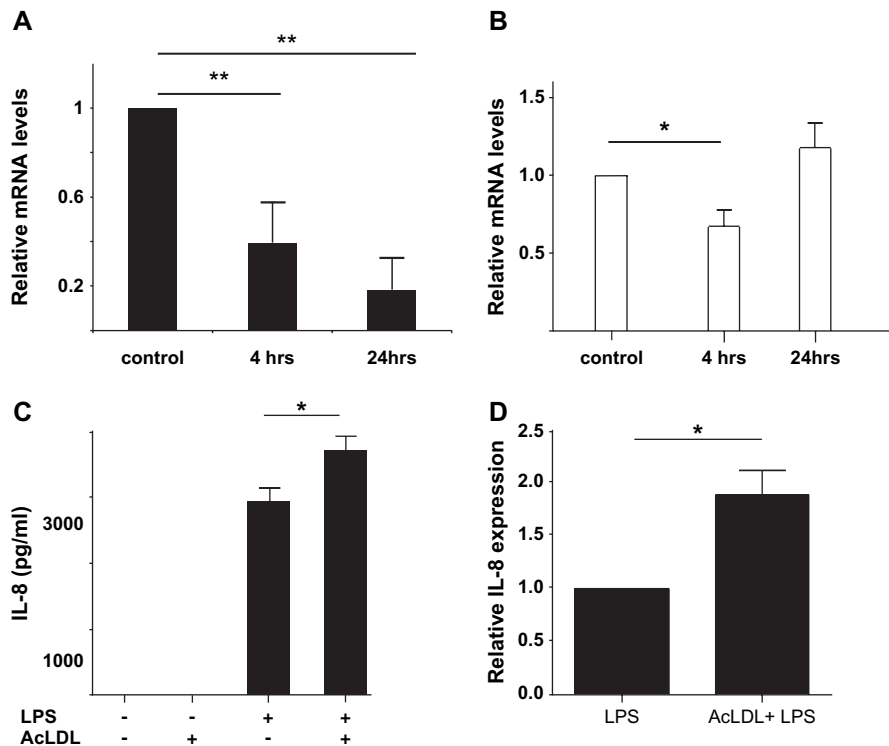 A
**
**
Relative mRNA levels
1
0.6
0.2
control 4 hrs 24hrs
B
*
Relative mRNA levels
1.5
1.0
0.5
control 4 hrs 24hrs
C
*
IL-8 (pg/ml)
3000
1000
LPS - - + +
AcLDL - + - +
D
*
Relative IL-8 expression
2.5
2.0
1.5
1.0
0.5
0.0
LPS AcLDL+ LPS